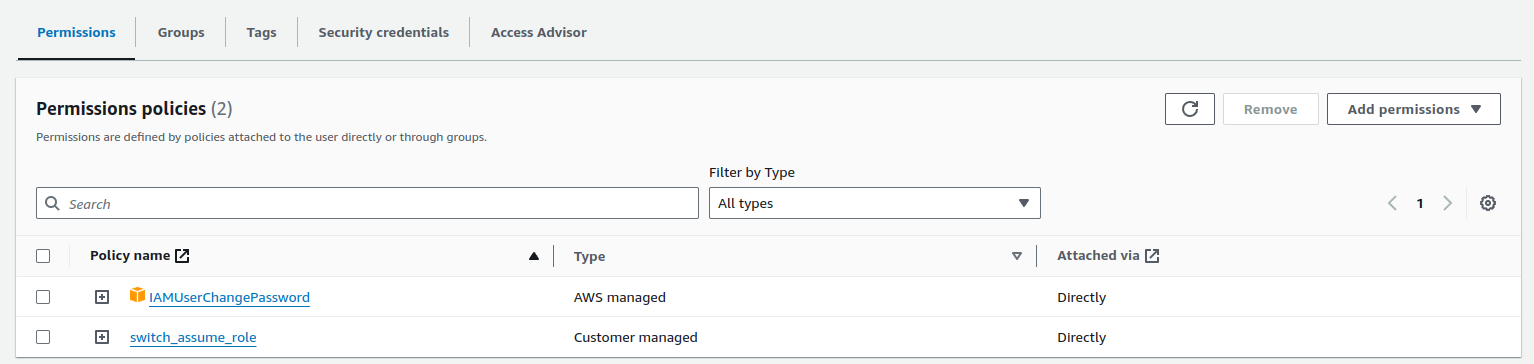 Permissions Groups Tags Security credentials Access Advisor
Permissions policies (2)
Remove
Add permissions
Permissions are defined by policies attached to the user directly or through groups.
Filter by Type
Search
All types
1
Policy name Type Attached via
IAMUserChangePassword AWS managed Directly
switch_assume_role Customer managed Directly